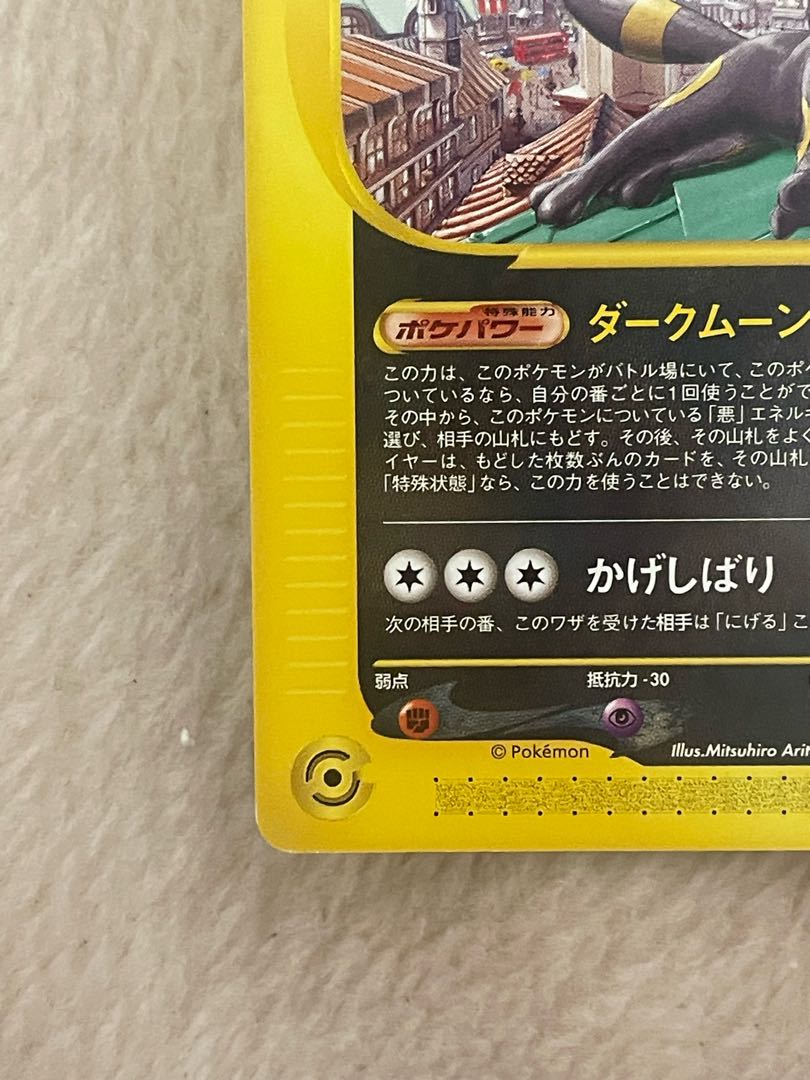 特殊能力
ポケパワー ダークムーン
この力は、このポケモンがバトル場にいて、このポケ
ついているなら、自分の番ごとに1回使うことがで
その中から、このポケモンについている「悪」エネルギ
選び、相手の山札にもどす。その後、その山札をよく
イヤーは、もどした枚数ぶんのカードを、その山札
「特殊状態」なら、この力を使うことはできない。
かげしばり
次の相手の番、このワザを受けた相手は「にげる」こ
弱点 抵抗力 -30
© Pokémon Illus.Mitsuhiro Arit